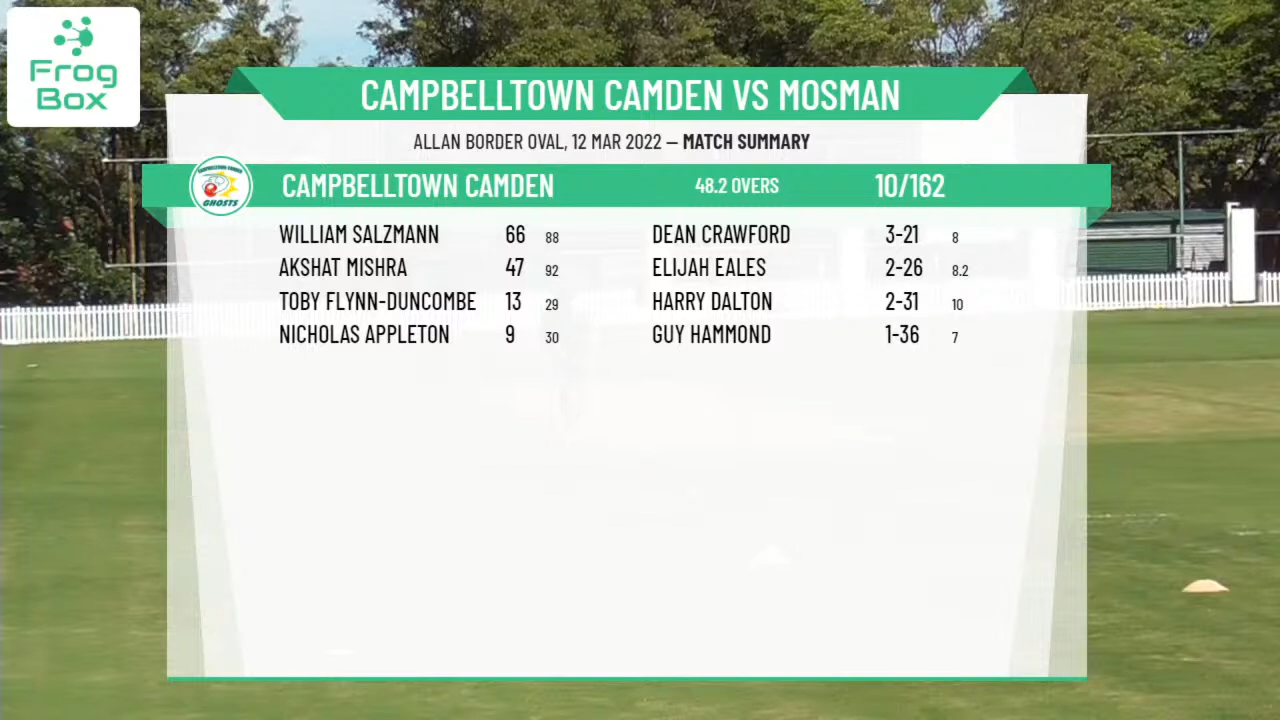 Frog
Box
CAMPBELLTOWN CAMDEN VS MOSMAN
ALLAN BORDER OVAL, 12 MAR 2022 – MATCH SUMMARY
GHOSTS
CAMPBELLTOWN CAMDEN 48.2 OVERS 10/162
WILLIAM SALZMANN 66 88 DEAN CRAWFORD 3-21 8
AKSHAT MISHRA 47 92 ELIJAH EALES 2-26 8.2
TOBY FLYNN-DUNCOMBE 13 29 HARRY DALTON 2-31 10
NICHOLAS APPLETON 9 30 GUY HAMMOND 1-36 7